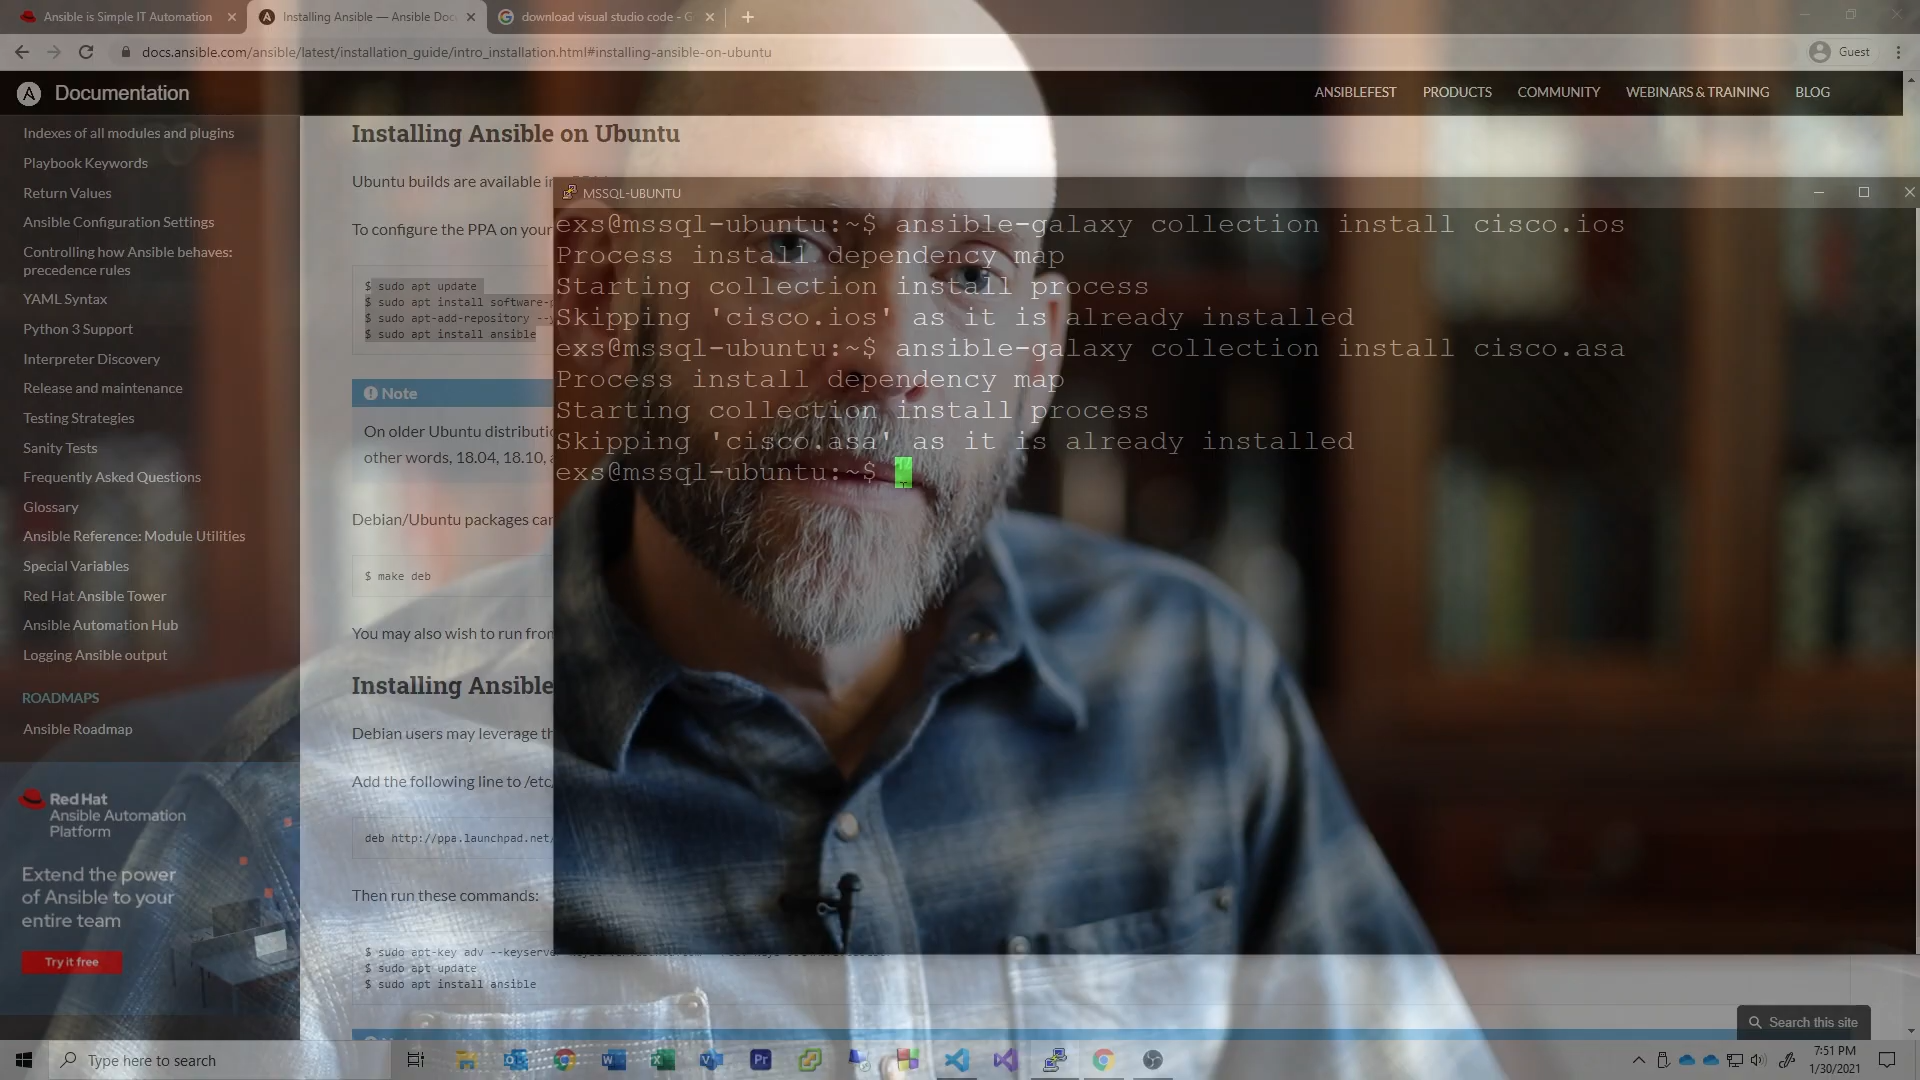 Ansible is Simple IT Automation
Installing Ansible — Ansible Doc
download visual studio code - G
docs.ansible.com/ansible/latest/installation_guide/intro_installation.html#installing-ansible-on-ubuntu
Guest
Documentation
ANSIBLEFEST
PRODUCTS
COMMUNITY
WEBINARS & TRAINING
BLOG
Indexes of all modules and plugins
Playbook Keywords
Return Values
Ansible Configuration Settings
Controlling how Ansible behaves:
precedence rules
YAML Syntax
Python 3 Support
Interpreter Discovery
Release and maintenance
Testing Strategies
Sanity Tests
Frequently Asked Questions
Glossary
Ansible Reference: Module Utilities
Special Variables
Red Hat Ansible Tower
Ansible Automation Hub
Logging Ansible output
ROADMAPS
Ansible Roadmap
Red Hat
Ansible Automation
Platform
Extend the power
of Ansible to your
entire team
Try it free
Installing Ansible on Ubuntu
Ubuntu builds are available
To configure the PPA on your
$ sudo apt update
$ sudo apt install software-p
$ sudo apt-add-repository --y
$ sudo apt install ansible
Note
On older Ubuntu distributi
other words, 18.04, 18.10,
Debian/Ubuntu packages can
$ make deb
You may also wish to run from
Installing Ansible
Debian users may leverage th
Add the following line to /etc/
deb http://ppa.launchpad.net/
Then run these commands:
$ sudo apt-key adv --keyserve
$ sudo apt update
$ sudo apt install ansible
MSSQL-UBUNTU
exs@mssql-ubuntu:~$ ansible-galaxy collection install cisco.ios
Process install dependency map
Starting collection install process
Skipping 'cisco.ios' as it is already installed
exs@mssql-ubuntu:~$ ansible-galaxy collection install cisco.asa
Process install dependency map
Starting collection install process
Skipping 'cisco.asa' as it is already installed
exs@mssql-ubuntu:~$
Search this site
Type here to search
7:51 PM
1/30/2021